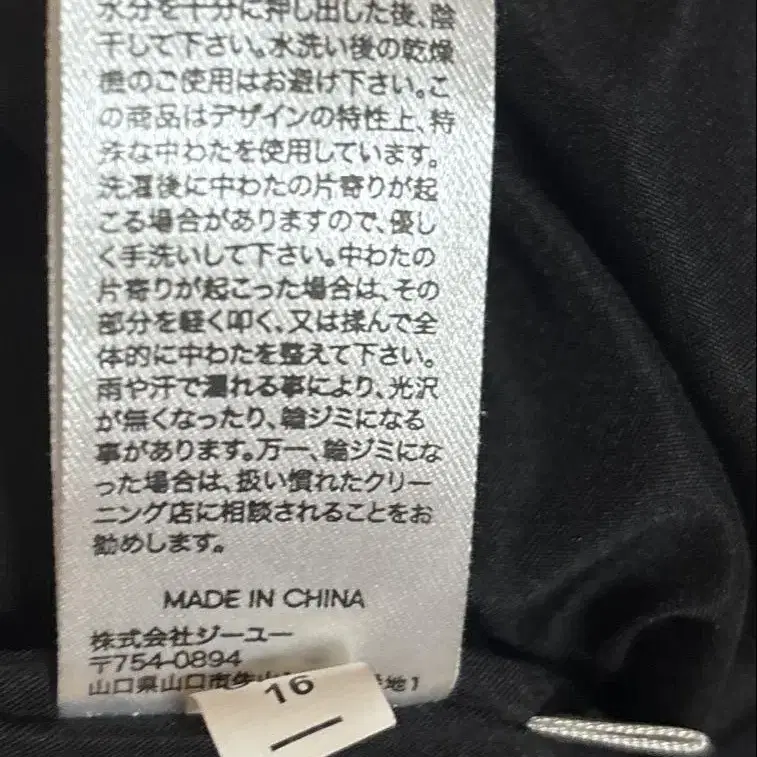 水分を十分に押し出した後、陰
干して下さい。水洗い後の乾燥
機のご使用はお避け下さい。こ
の商品はデザインの特性上、特
殊な中わたを使用しています。
洗濯後に中わたの片寄りが起
こる場合がありますので、優し
く手洗いして下さい。中わたの
片寄りが起こった場合は、その
部分を軽く叩く、又は揉んで全
体的に中わたを整えて下さい。
雨や汗で濡れる事により、光沢
が無くなったり、輪ジミになる
事があります。万一、輪ジミにな
った場合は、扱い慣れたクリー
ニング店に相談されることをお
勧めします。
MADE IN CHINA
株式会社ジーユー
〒754-0894
山口県山口市佐山
地1
16